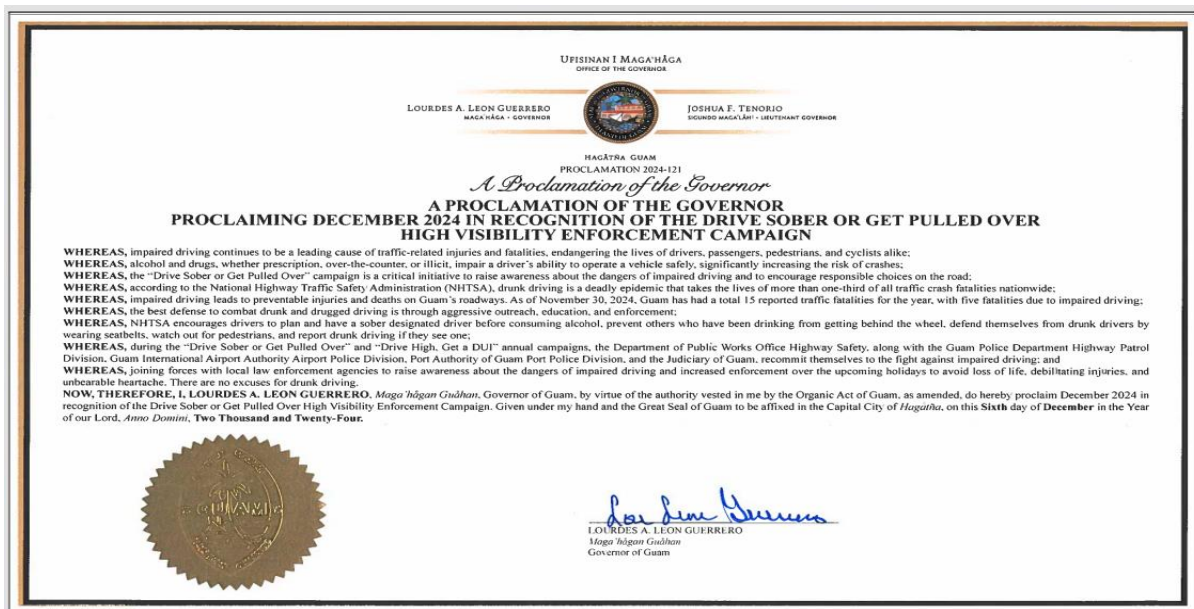 UFISINAN I MAGA'HÅGA
OFFICE OF THE GOVERNOR
LOURDES A. LEON GUERRERO
MAGA'HÅGA • GOVERNOR
JOSHUA F. TENORIO
SIGUNDO MAGA'LÅHI • LIEUTENANT GOVERNOR
HAGÅTÑA GUAM
PROCLAMATION 2024-121
A Proclamation of the Governor
A PROCLAMATION OF THE GOVERNOR
PROCLAIMING DECEMBER 2024 IN RECOGNITION OF THE DRIVE SOBER OR GET PULLED OVER
HIGH VISIBILITY ENFORCEMENT CAMPAIGN
WHEREAS, impaired driving continues to be a leading cause of traffic-related injuries and fatalities, endangering the lives of drivers, passengers, pedestrians, and cyclists alike;
WHEREAS, alcohol and drugs, whether prescription, over-the-counter, or illicit, impair a driver's ability to operate a vehicle safely, significantly increasing the risk of crashes;
WHEREAS, the "Drive Sober or Get Pulled Over" campaign is a critical initiative to raise awareness about the dangers of impaired driving and to encourage responsible choices on the road;
WHEREAS, according to the National Highway Traffic Safety Administration (NHTSA), drunk driving is a deadly epidemic that takes the lives of more than one-third of all traffic crash fatalities nationwide;
WHEREAS, impaired driving leads to preventable injuries and deaths on Guam's roadways. As of November 30, 2024, Guam has had a total 15 reported traffic fatalities for the year, with five fatalities due to impaired driving;
WHEREAS, the best defense to combat drunk and drugged driving is through aggressive outreach, education, and enforcement;
WHEREAS, NHTSA encourages drivers to plan and have a sober designated driver before consuming alcohol, prevent others who have been drinking from getting behind the wheel, defend themselves from drunk drivers by
wearing seatbelts, watch out for pedestrians, and report drunk driving if they see one;
WHEREAS, during the "Drive Sober or Get Pulled Over" and "Drive High, Get a DUI" annual campaigns, the Department of Public Works Office Highway Safety, along with the Guam Police Department Highway Patrol
Division, Guam International Airport Authority Airport Police Division, Port Authority of Guam Port Police Division, and the Judiciary of Guam, recommit themselves to the fight against impaired driving; and
WHEREAS, joining forces with local law enforcement agencies to raise awareness about the dangers of impaired driving and increased enforcement over the upcoming holidays to avoid loss of life, debilitating injuries, and
unbearable heartache. There are no excuses for drunk driving.
NOW, THEREFORE, I, LOURDES A. LEON GUERRERO, Maga'hågan Guåhan, Governor of Guam, by virtue of the authority vested in me by the Organic Act of Guam, as amended, do hereby proclaim December 2024 in
recognition of the Drive Sober or Get Pulled Over High Visibility Enforcement Campaign. Given under my hand and the Great Seal of Guam to be affixed in the Capital City of Hagåtña, on this Sixth day of December in the Year
of our Lord, Anno Domini, Two Thousand and Twenty-Four.
GUAM
LOURDES A. LEON GUERRERO
Maga'hågan Guåhan
Governor of Guam